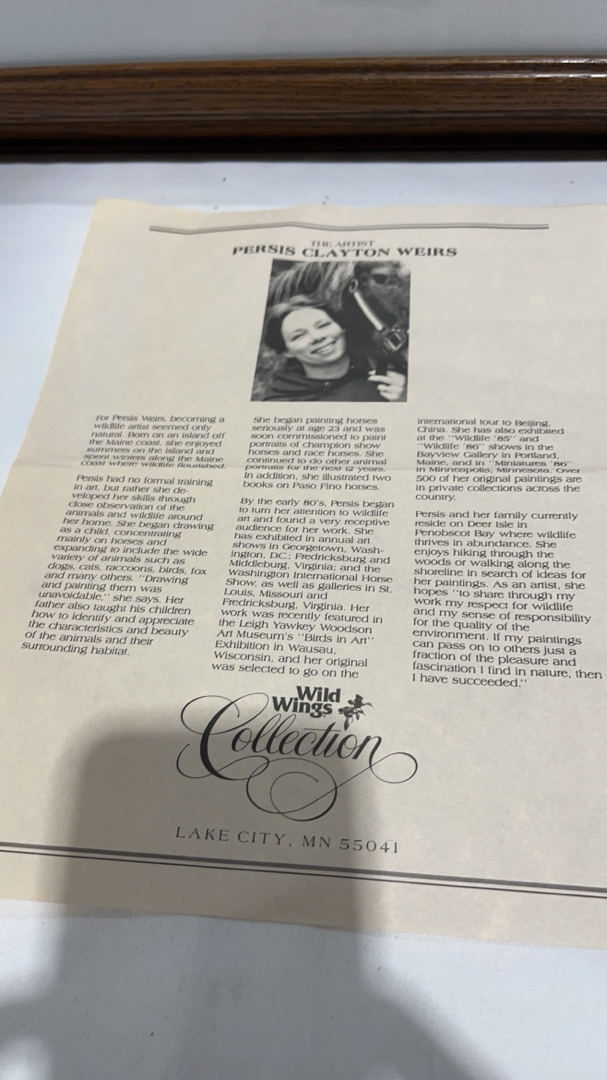 THE ARTIST
PERSIS CLAYTON WEIRS
For Persis Weirs, becoming a
wildlife artist seemed only
natural. Born on an island off
the Maine coast, she enjoyed
summers on the island and
spent winters along the Maine
coast where wildlife flourished.
Persis had no formal training
in art, but rather she de-
veloped her skills through
close observation of the
animals and wildlife around
her home. She began drawing
as a child, concentrating
mainly on horses and
expanding to include the wide
variety of animals such as
dogs, cats, raccoons, birds, fox
and many others. "Drawing
and painting them was
unavoidable," she says. Her
father also taught his children
how to identify and appreciate
the characteristics and beauty
of the animals and their
surrounding habitat.
She began painting horses
seriously at age 23 and was
soon commissioned to paint
portraits of champion show
horses and race horses. She
continued to do other animal
portraits for the next 12 years.
In addition, she illustrated two
books on Paso Fino horses.
By the early 80's, Persis began
to turn her attention to wildlife
art and found a very receptive
audience for her work. She
has exhibited in annual art
shows in Georgetown, Wash-
ington, D.C.; Fredricksburg and
Middleburg, Virginia; and the
Washington International Horse
Show, as well as galleries in St.
Louis, Missouri and
Fredricksburg, Virginia. Her
work was recently featured in
the Leigh Yawkey Woodson
Art Museum's "Birds in Art"
Exhibition in Wausau,
Wisconsin, and her original
was selected to go on the
international tour to Beijing,
China. She has also exhibited
at the "Wildlife '85" and
"Wildlife '86" shows in the
Bayview Gallery in Portland,
Maine, and in "Miniatures '86"
in Minneapolis, Minnesota. Over
500 of her original paintings are
in private collections across the
country.
Persis and her family currently
reside on Deer Isle in
Penobscot Bay where wildlife
thrives in abundance. She
enjoys hiking through the
woods or walking along the
shoreline in search of ideas for
her paintings. As an artist, she
hopes "to share through my
work my respect for wildlife
and my sense of responsibility
for the quality of the
environment. If my paintings
can pass on to others just a
fraction of the pleasure and
fascination I find in nature, then
I have succeeded."
Wild
Wings
Collection
LAKE CITY, MN 55041